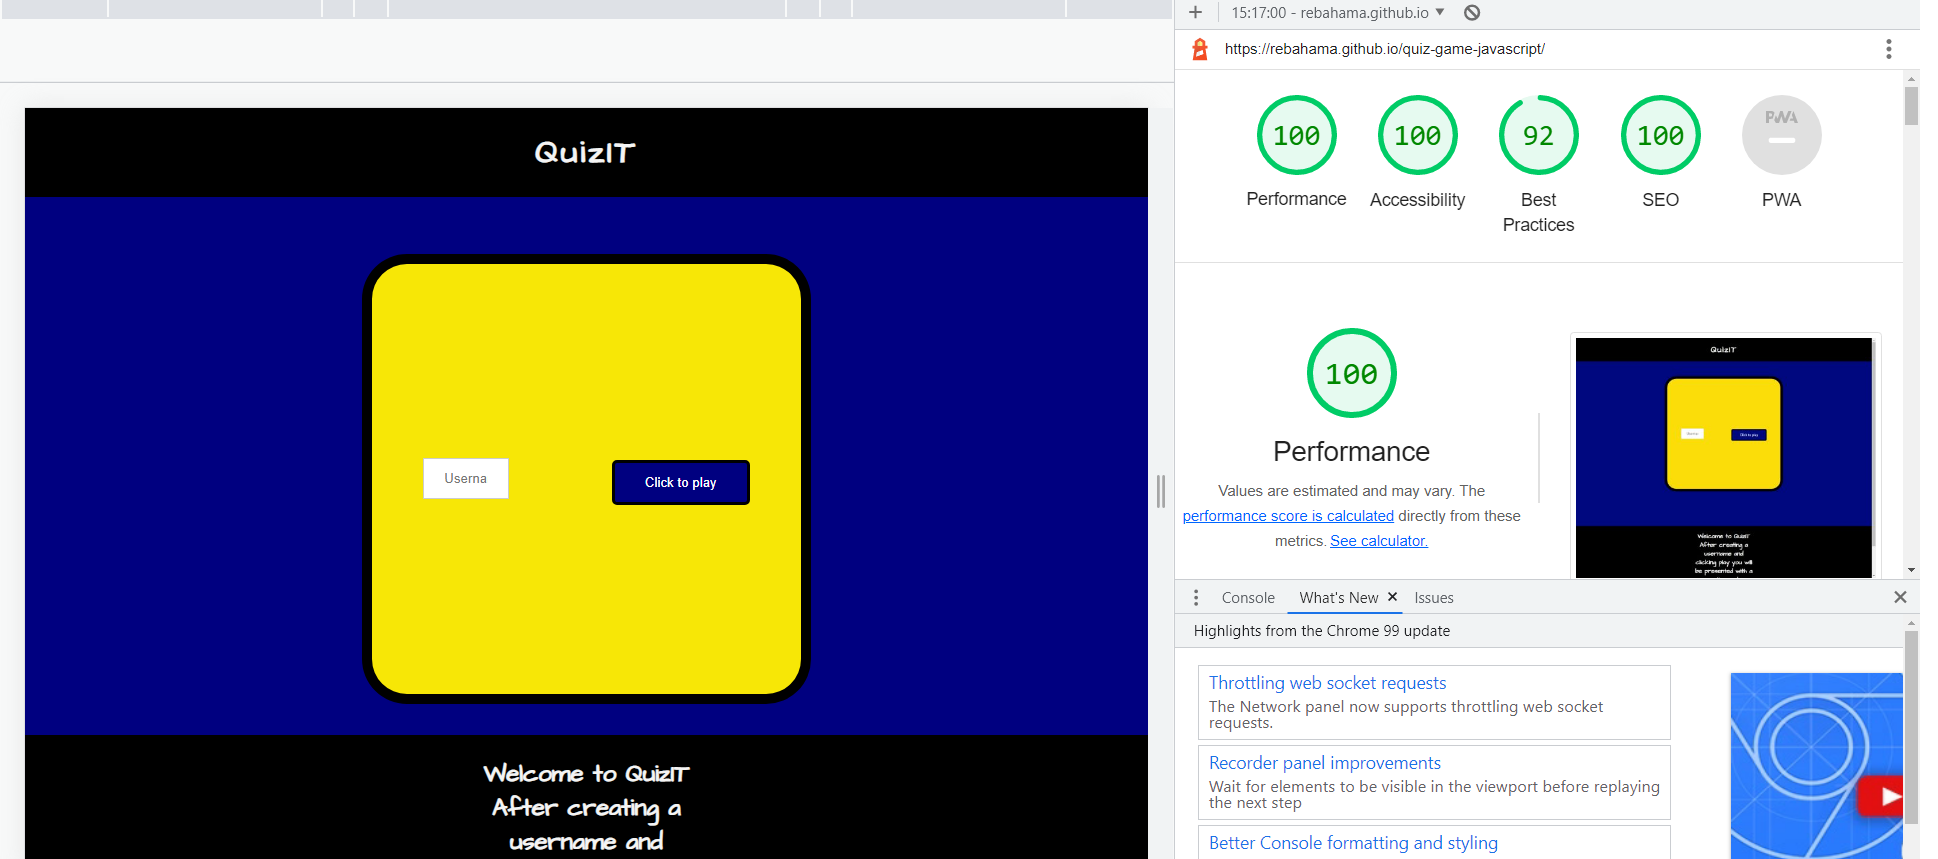 QuizIT
Userna
Click to play
Welcome to QuizIT
After creating a
username and
15:17:00 - rebahama.github.io
https://rebahama.github.io/quiz-game-javascript/
100
100
92
100
PWA
Performance
Accessibility
Best
Practices
SEO
PWA
100
Performance
Values are estimated and may vary. The
performance score is calculated directly from these
metrics. See calculator.
QuizIT
Click to play
Welcome to QuizIT
After creating a
username and
clicking play you will
be presented with a
Console
What's New
Issues
Highlights from the Chrome 99 update
Throttling web socket requests
The Network panel now supports throttling web socket
requests.
Recorder panel improvements
Wait for elements to be visible in the viewport before replaying
the next step
Better Console formatting and styling